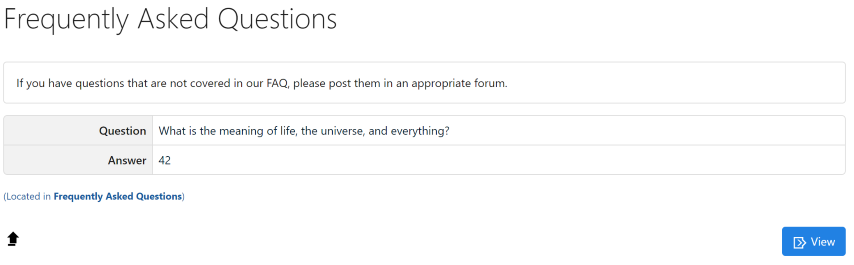 Frequently Asked Questions
If you have questions that are not covered in our FAQ, please post them in an appropriate forum.
Question What is the meaning of life, the universe, and everything?
Answer 42
(Located in Frequently Asked Questions)
View